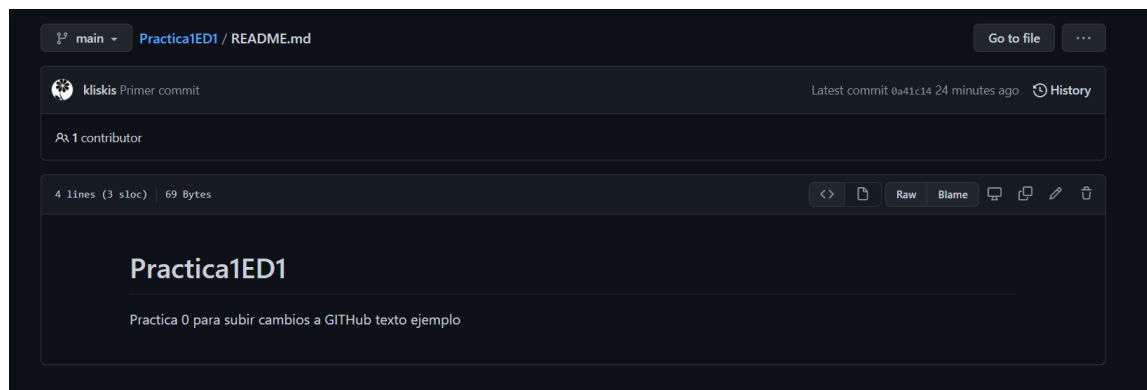 main Practica1ED1 / README.md Go to file ...
kliskis Primer commit Latest commit 0a41c14 24 minutes ago History
1 contributor
4 lines (3 sloc) 69 Bytes <> Raw Blame
Practica1ED1
Practica 0 para subir cambios a GITHub texto ejemplo